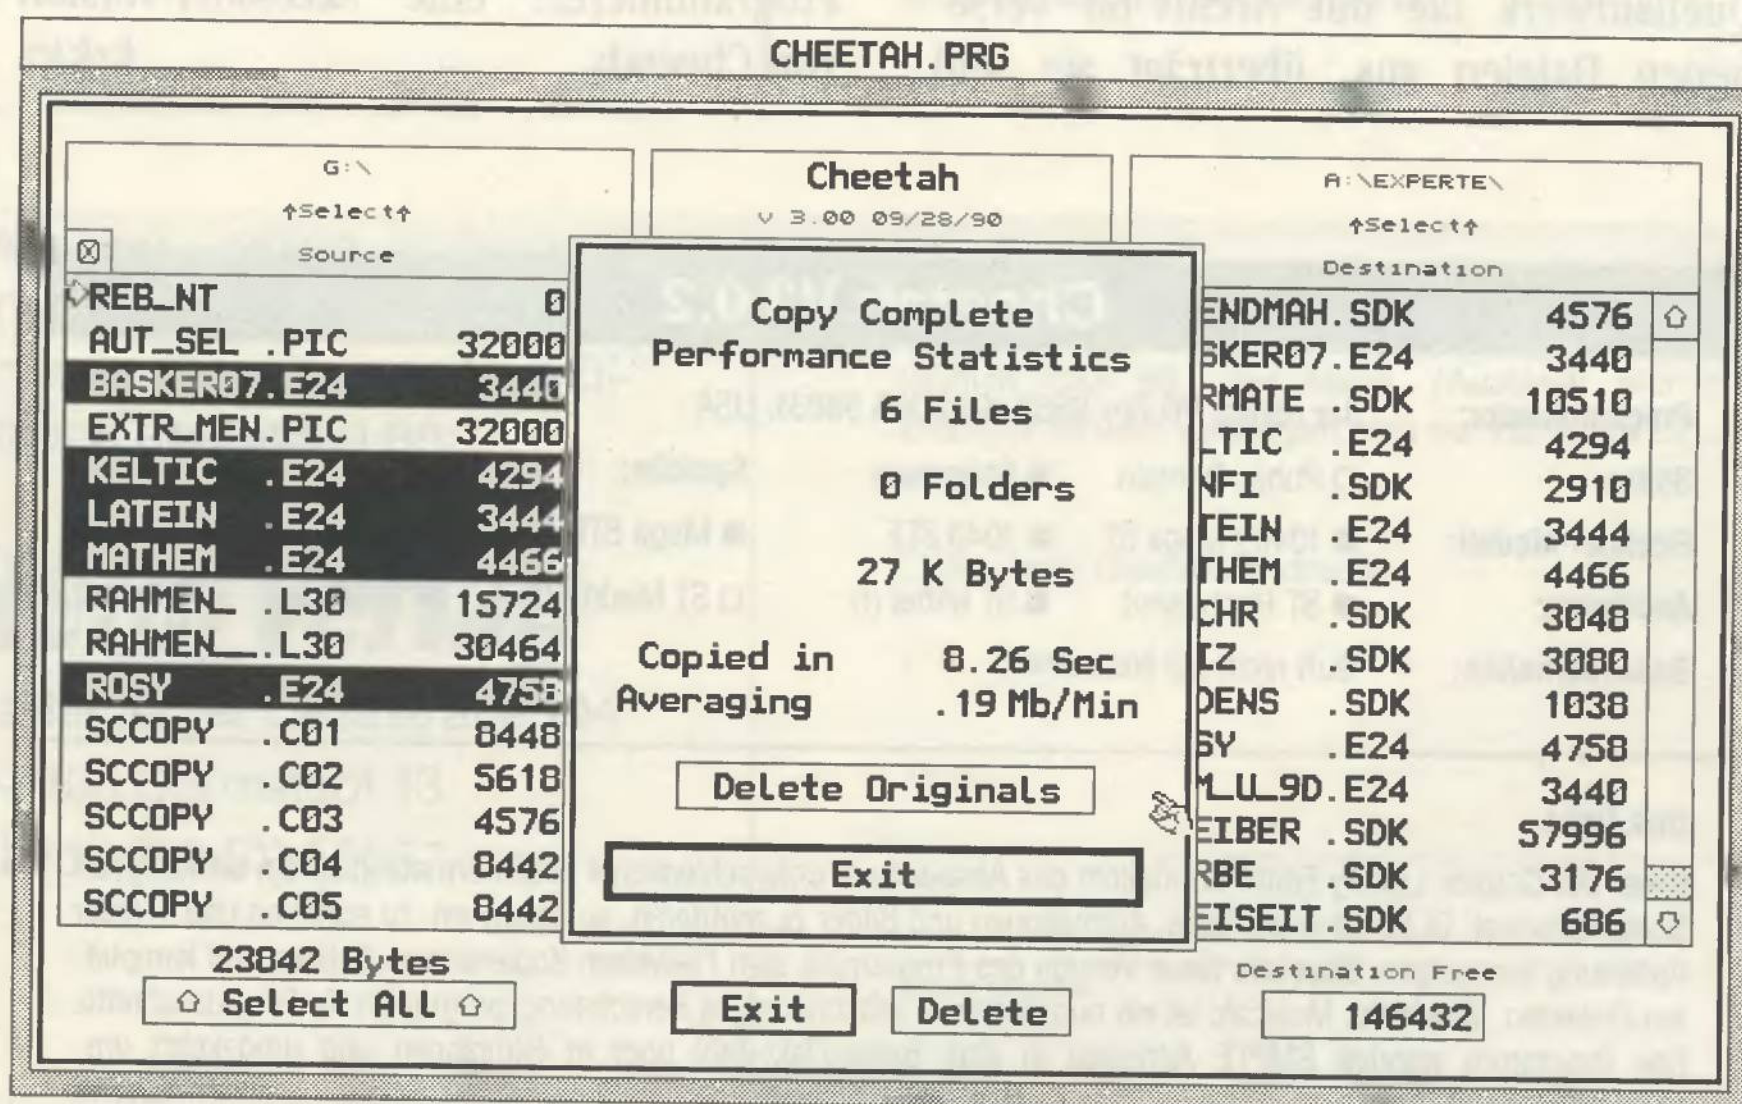 CHEETAH.PRG
G:\
↑Select↑
Source
REB_NT 0
AUT_SEL .PIC 32000
BASKER07.E24 3440
EXTR_MEN.PIC 32000
KELTIC .E24 4294
LATEIN .E24 3444
MATHEM .E24 4466
RAHMEN_ .L30 15724
RAHMEN__.L30 30464
ROSY .E24 4758
SCCOPY .C01 8448
SCCOPY .C02 5618
SCCOPY .C03 4576
SCCOPY .C04 8442
SCCOPY .C05 8442
23842 Bytes
Select All
Cheetah
v 3.00 09/28/90
Copy Complete
Performance Statistics
6 Files
0 Folders
27 K Bytes
Copied in 8.26 Sec
Averaging .19 Mb/Min
Delete Originals
Exit
Exit
Delete
A:\EXPERTE\
↑Select↑
Destination
ENDMAH.SDK 4576
SKER07.E24 3440
RMATE .SDK 10510
LTIC .E24 4294
NFI .SDK 2910
TEIN .E24 3444
THEM .E24 4466
CHR .SDK 3048
TZ .SDK 3080
DENS .SDK 1038
SY .E24 4758
M_U_9D.E24 3440
EIBER .SDK 57996
RBE .SDK 3176
EISEIT.SDK 686
Destination Free
146432